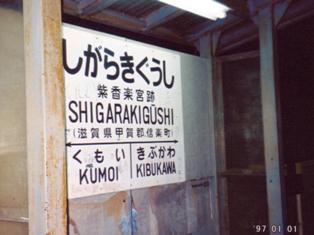 しがらきぐうし
紫香楽宮跡
SHIGARAKIGŪSHI
(滋賀県甲賀郡信楽町)
くもい きぶかわ
KUMOI KIBUKAWA
'97 01 01